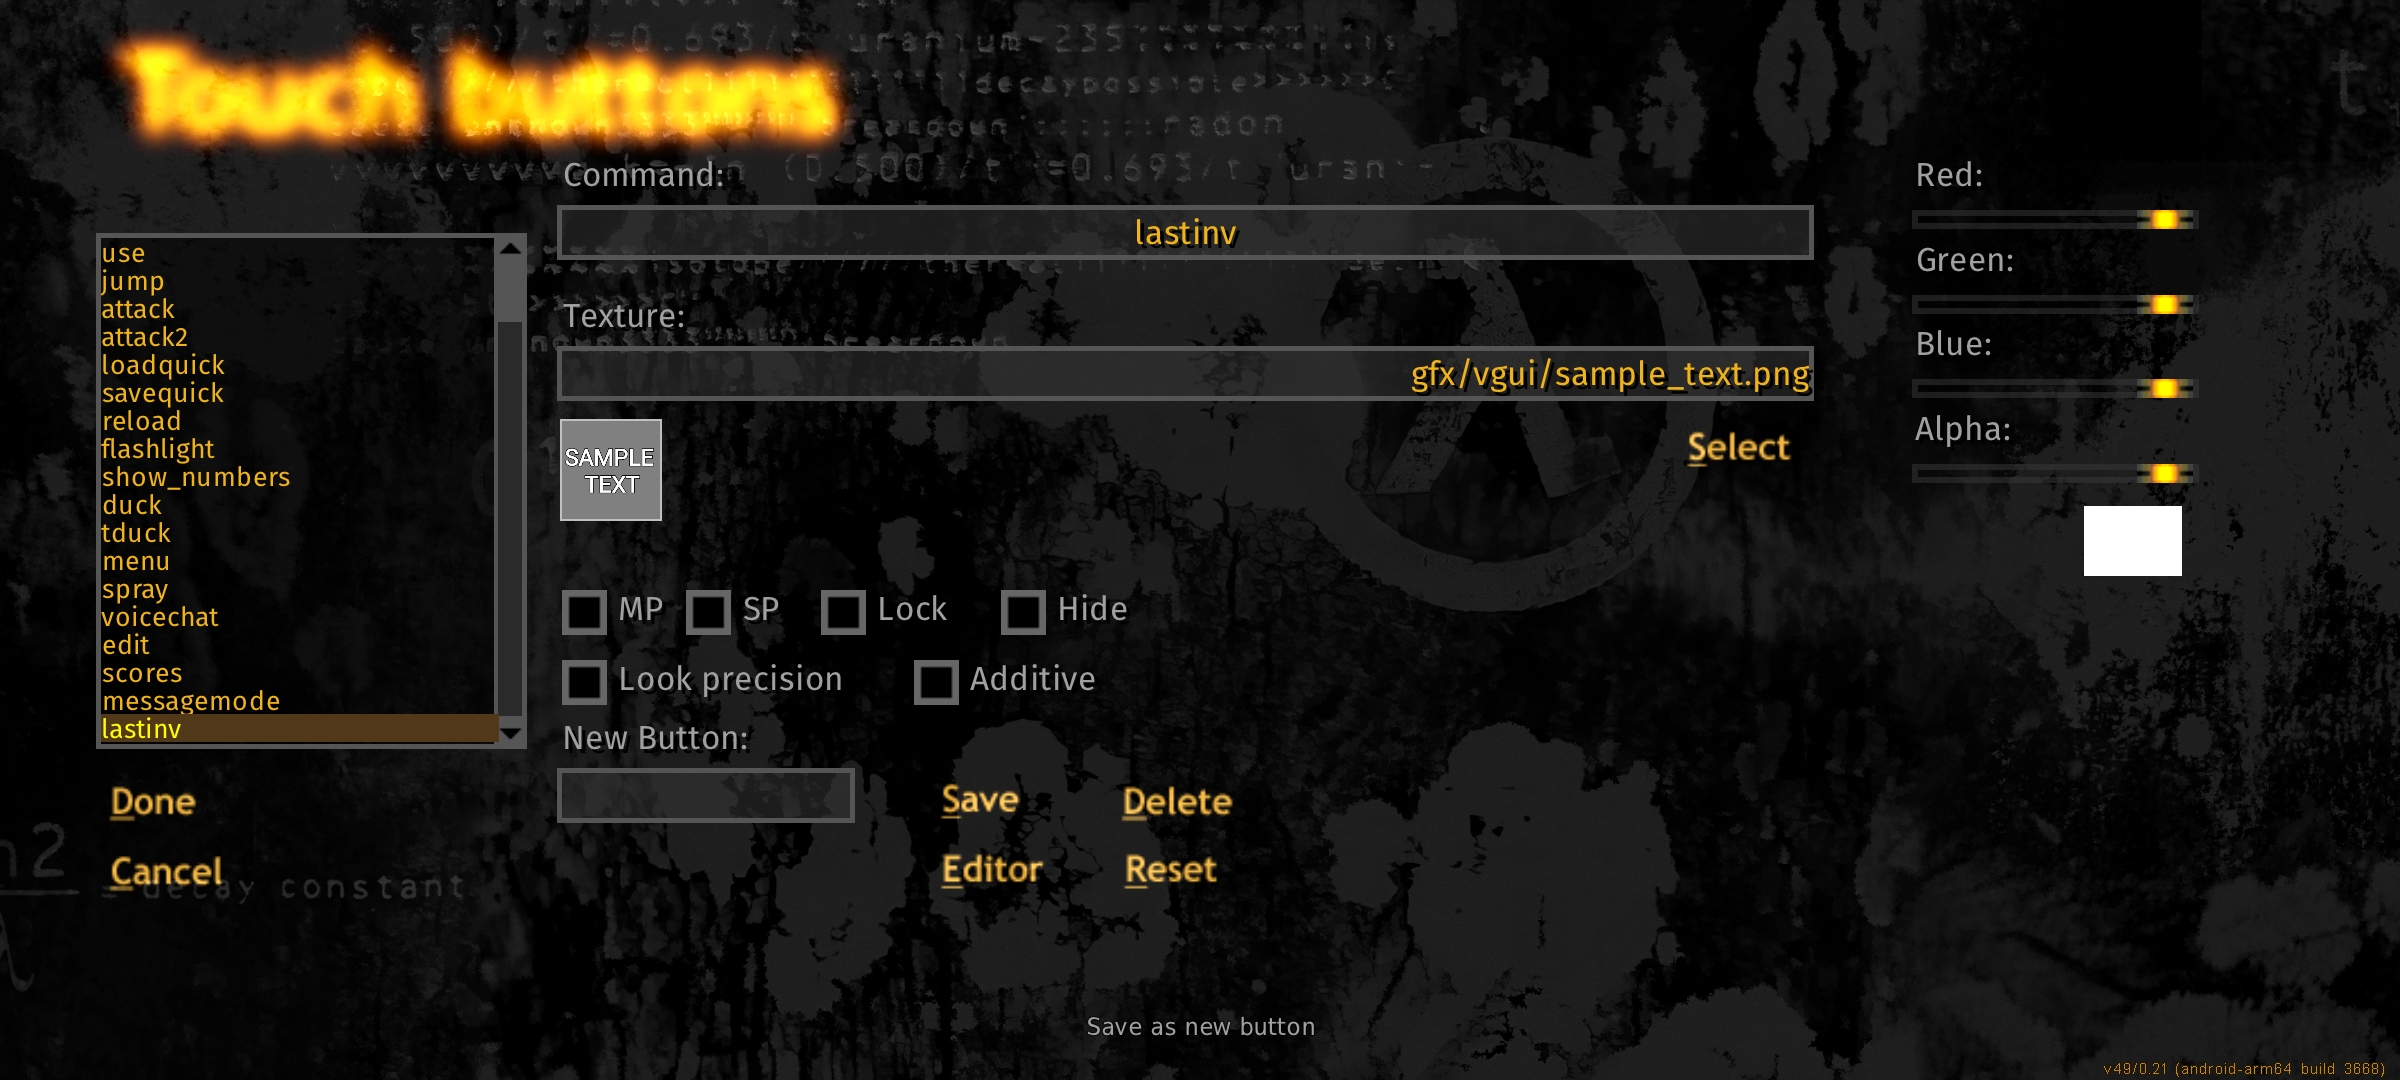 Touch buttons
Command:
lastinv
Texture:
gfx/vgui/sample_text.png
SAMPLE
TEXT
Select
Red:
Green:
Blue:
Alpha:
use
jump
attack
attack2
loadquick
savequick
reload
flashlight
show_numbers
duck
tduck
menu
spray
voicechat
edit
scores
messagemode
lastinv
MP
SP
Lock
Hide
Look precision
Additive
New Button:
Done
Cancel
Save
Delete
Editor
Reset
decay constant
Save as new button
v49/0.21 (android-arm64 build 3668)